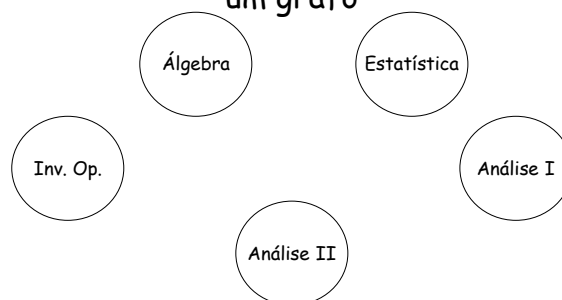 um grafo
Álgebra
Estatística
Inv. Op.
Análise I
Análise II